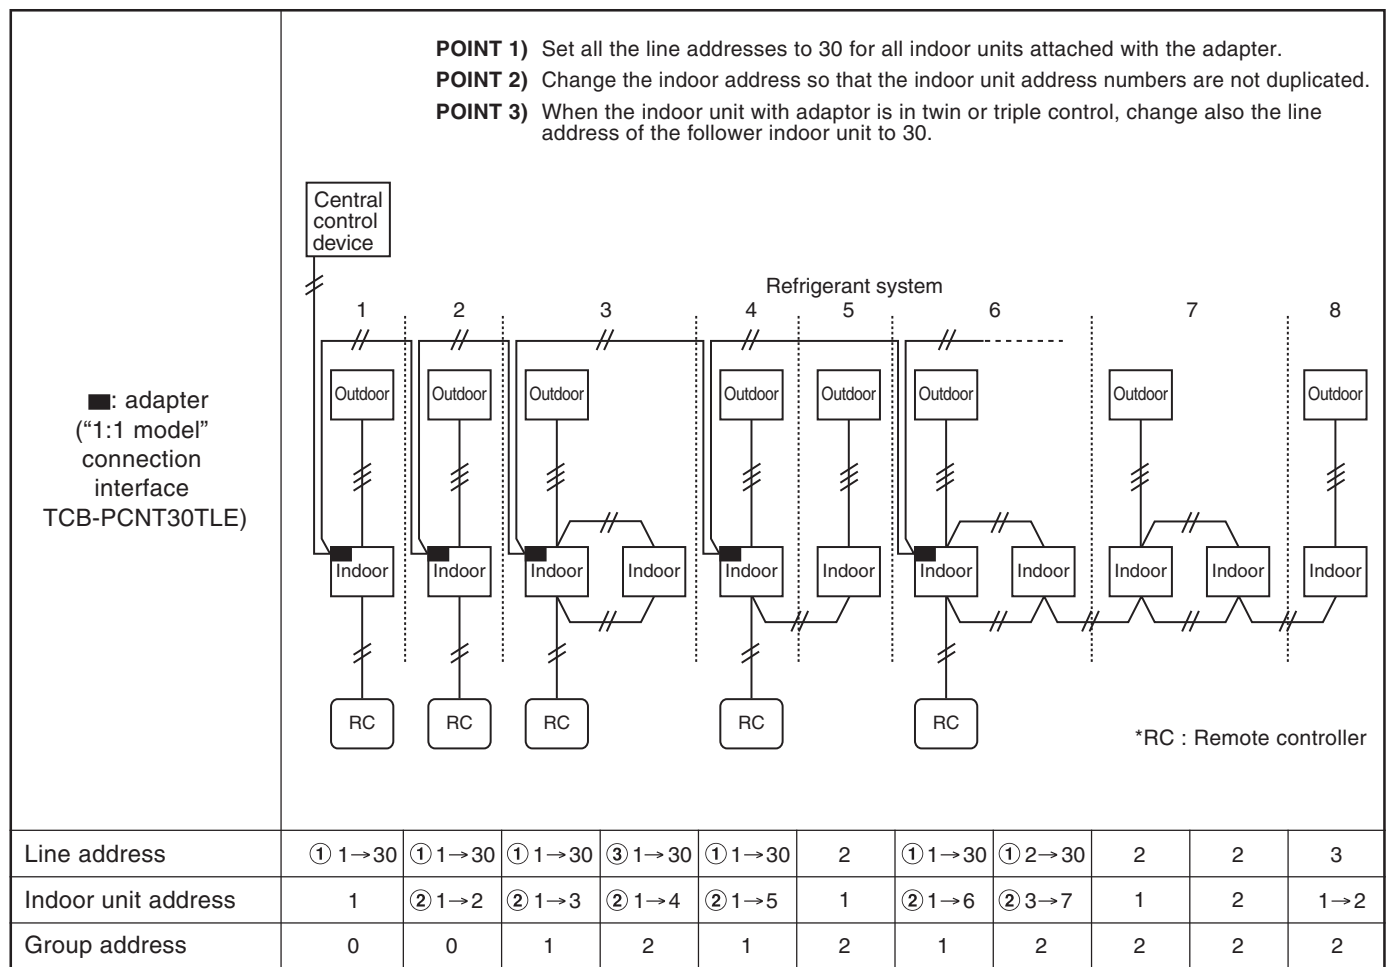 POINT 1) Set all the line addresses to 30 for all indoor units attached with the adapter.
POINT 2) Change the indoor address so that the indoor unit address numbers are not duplicated.
POINT 3) When the indoor unit with adaptor is in twin or triple control, change also the line
address of the follower indoor unit to 30.
Central
control
device
Refrigerant system
1 2 3 4 5 6 7 8
■: adapter
(“1:1 model”
connection
interface
TCB-PCNT30TLE)
Outdoor Outdoor Outdoor Outdoor Outdoor Outdoor Outdoor Outdoor
Indoor Indoor Indoor Indoor Indoor Indoor Indoor Indoor Indoor Indoor Indoor
RC RC RC RC RC
*RC : Remote controller
Line address ① 1→30 ① 1→30 ① 1→30 ③ 1→30 ① 1→30 2 ① 1→30 ① 2→30 2 2 3
Indoor unit address 1 ② 1→2 ② 1→3 ② 1→4 ② 1→5 1 ② 1→6 ② 3→7 1 2 1→2
Group address 0 0 1 2 1 2 1 2 2 2 2